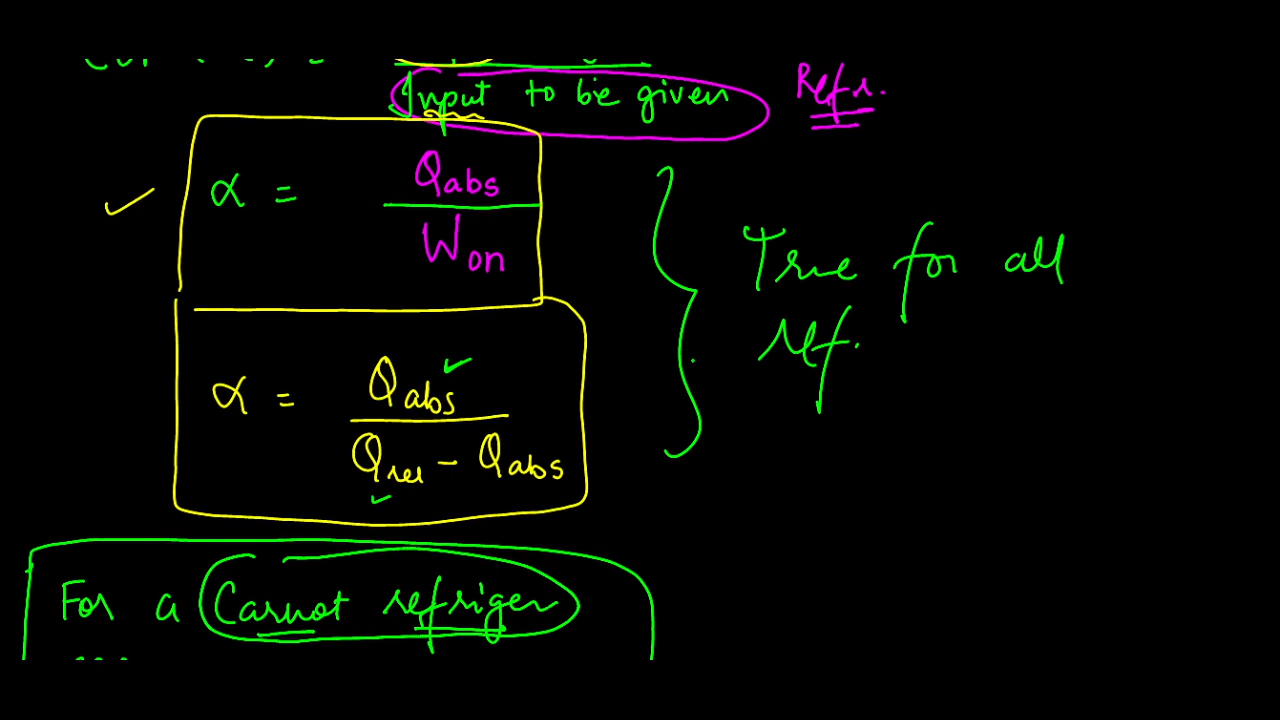 Input to be given Refr.
α = Qabs / Won
True for all
ref.
α = Qabs / Qrel - Qabs
For a Carnot refriger